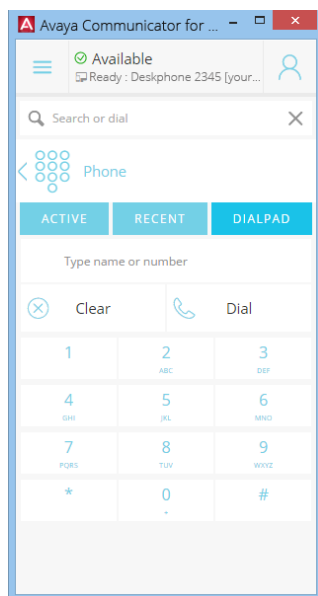 Avaya Communicator for ...
Available
Ready : Deskphone 2345 [your...
Search or dial
Phone
ACTIVE RECENT DIALPAD
Type name or number
Clear Dial
1 2 3
ABC DEF
4 5 6
GHI JKL MNO
7 8 9
PQRS TUV WXYZ
* 0 #
+